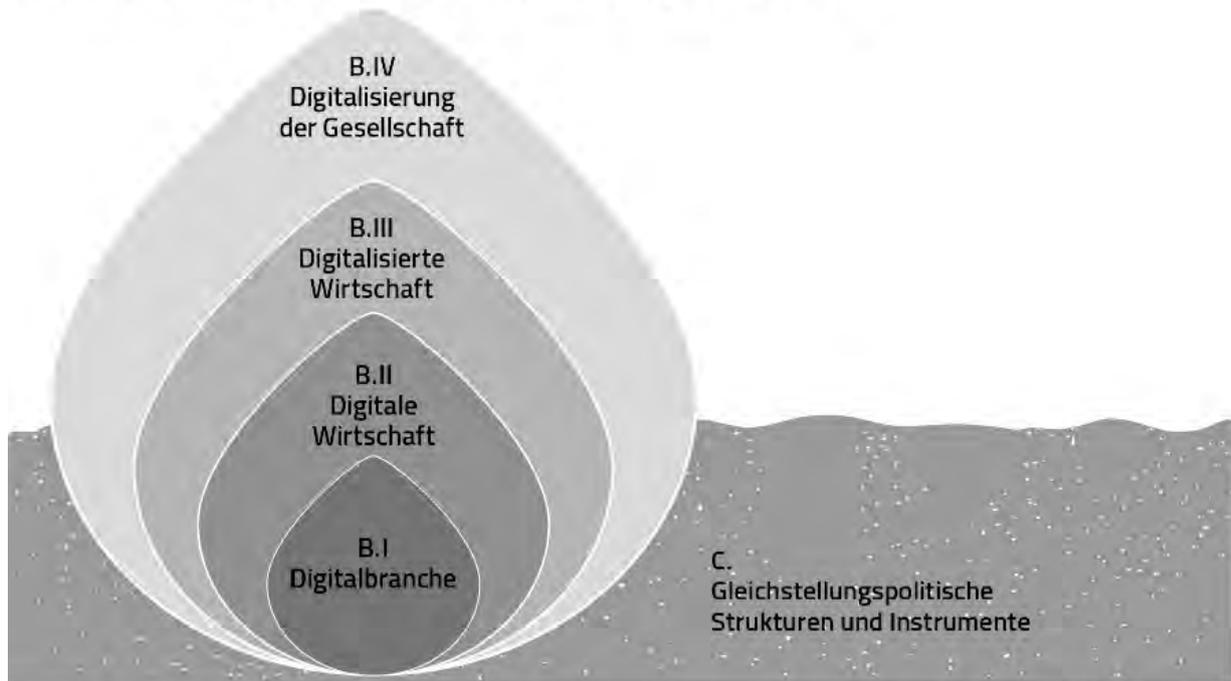 B.IV
Digitalisierung
der Gesellschaft
B.III
Digitalisierte
Wirtschaft
B.II
Digitale
Wirtschaft
B.I
Digitalbranche
C.
Gleichstellungspolitische
Strukturen und Instrumente